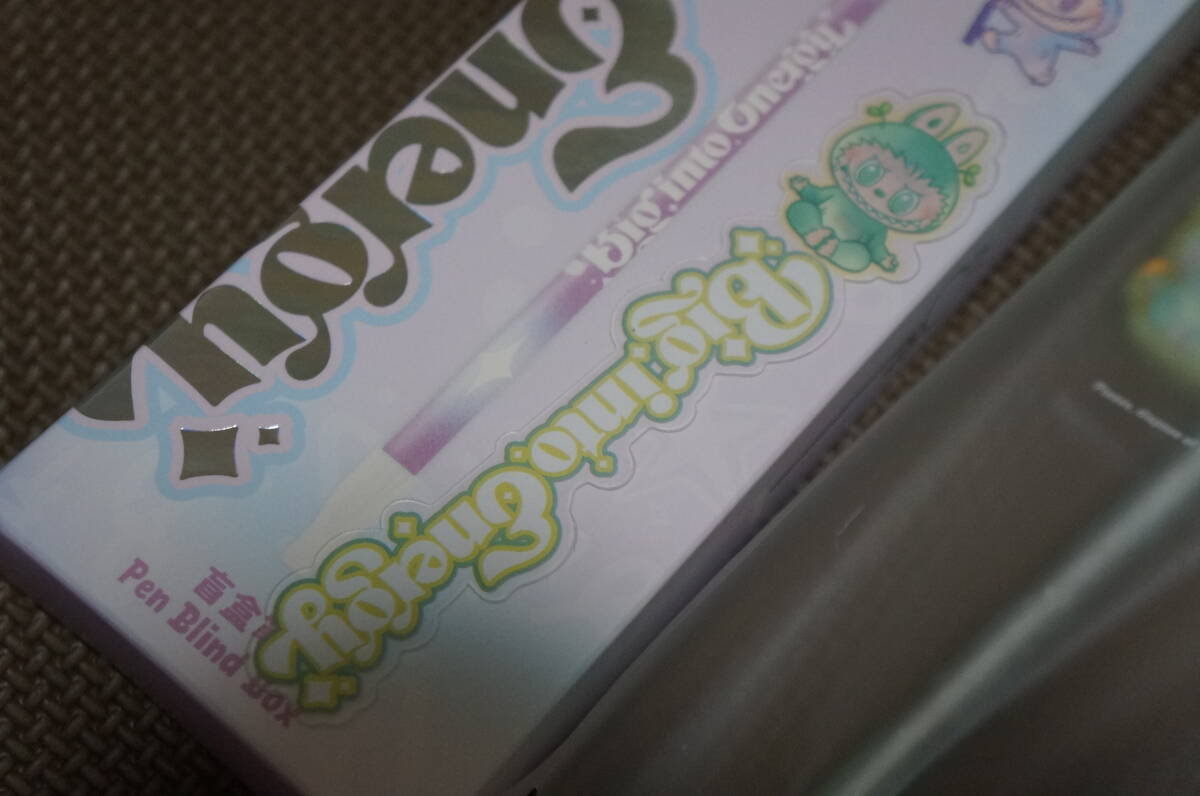 Energy
"Big into Energy"
Big into Energy
盲盒
Pen Blind Box